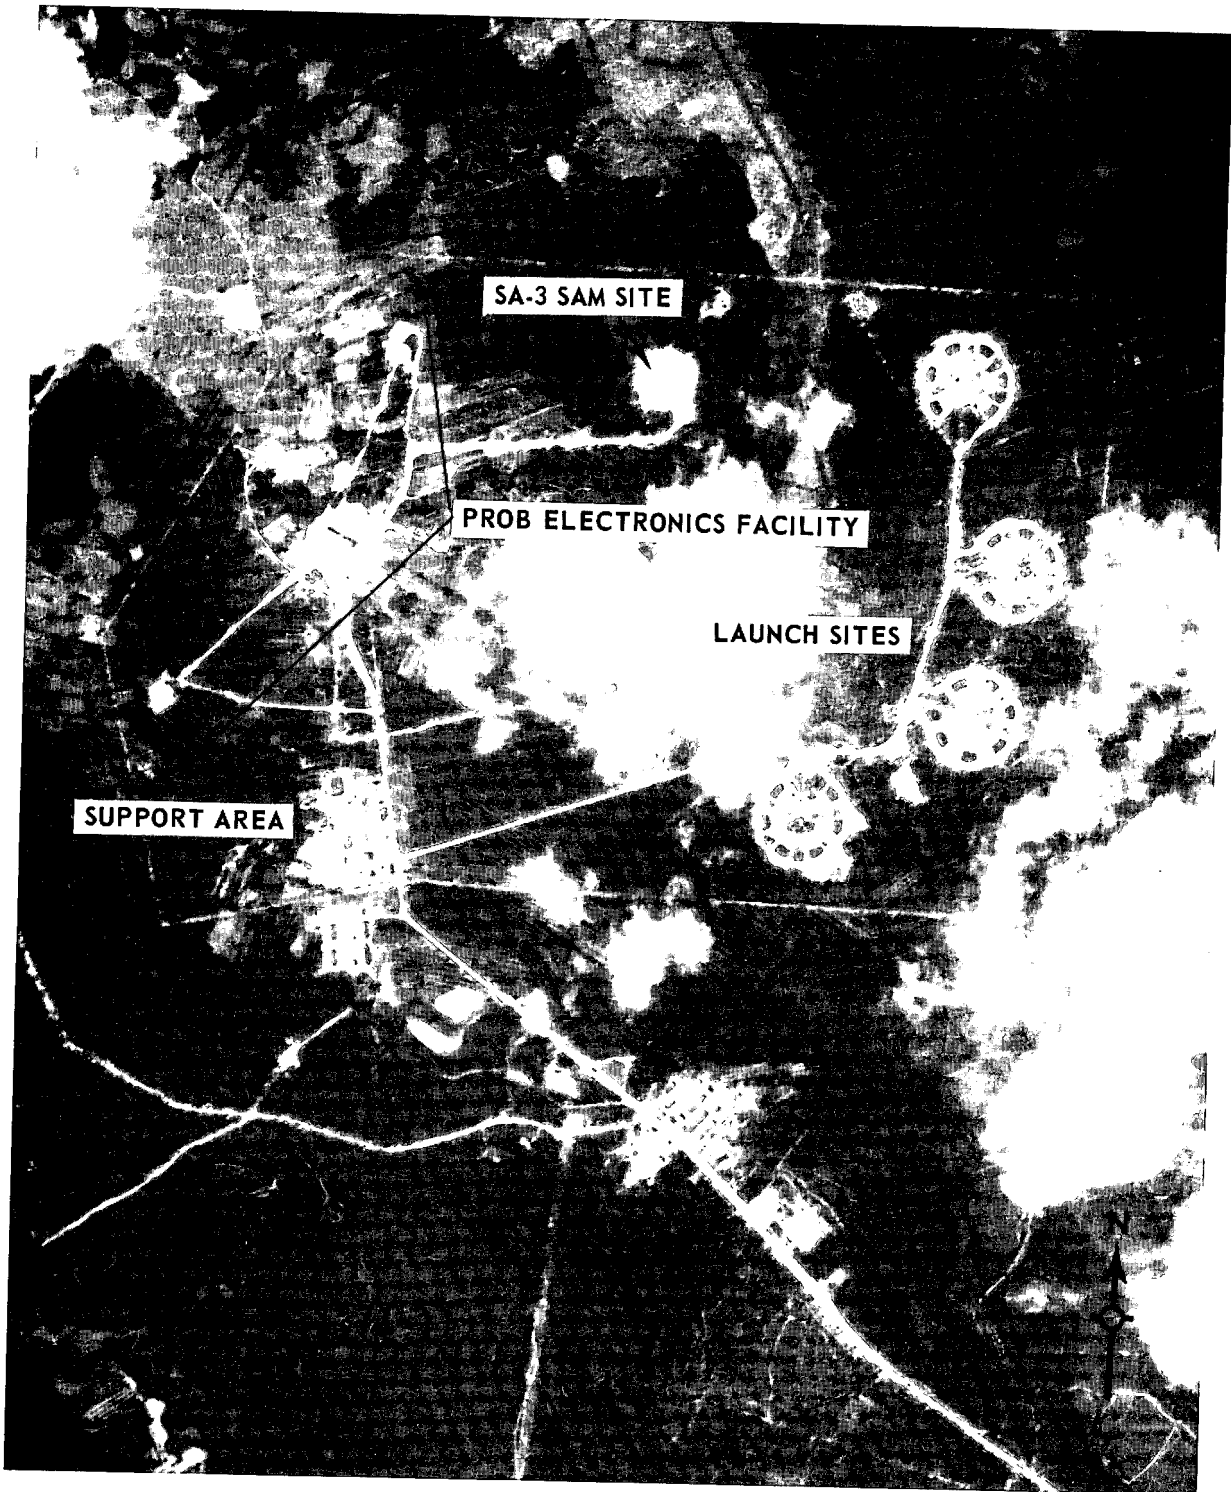 SA-3 SAM SITE
PROB ELECTRONICS FACILITY
LAUNCH SITES
SUPPORT AREA
N